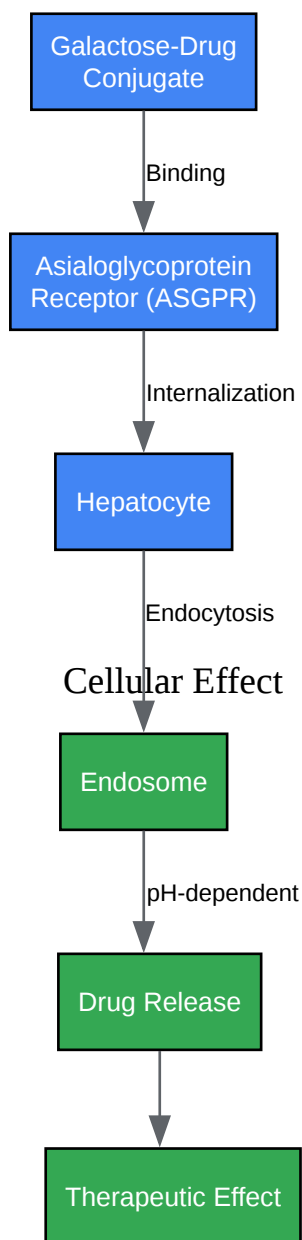 Galactose-Drug
Conjugate
Binding
Asialoglycoprotein
Receptor (ASGPR)
Internalization
Hepatocyte
Endocytosis
Cellular Effect
Endosome
pH-dependent
Drug Release
Therapeutic Effect